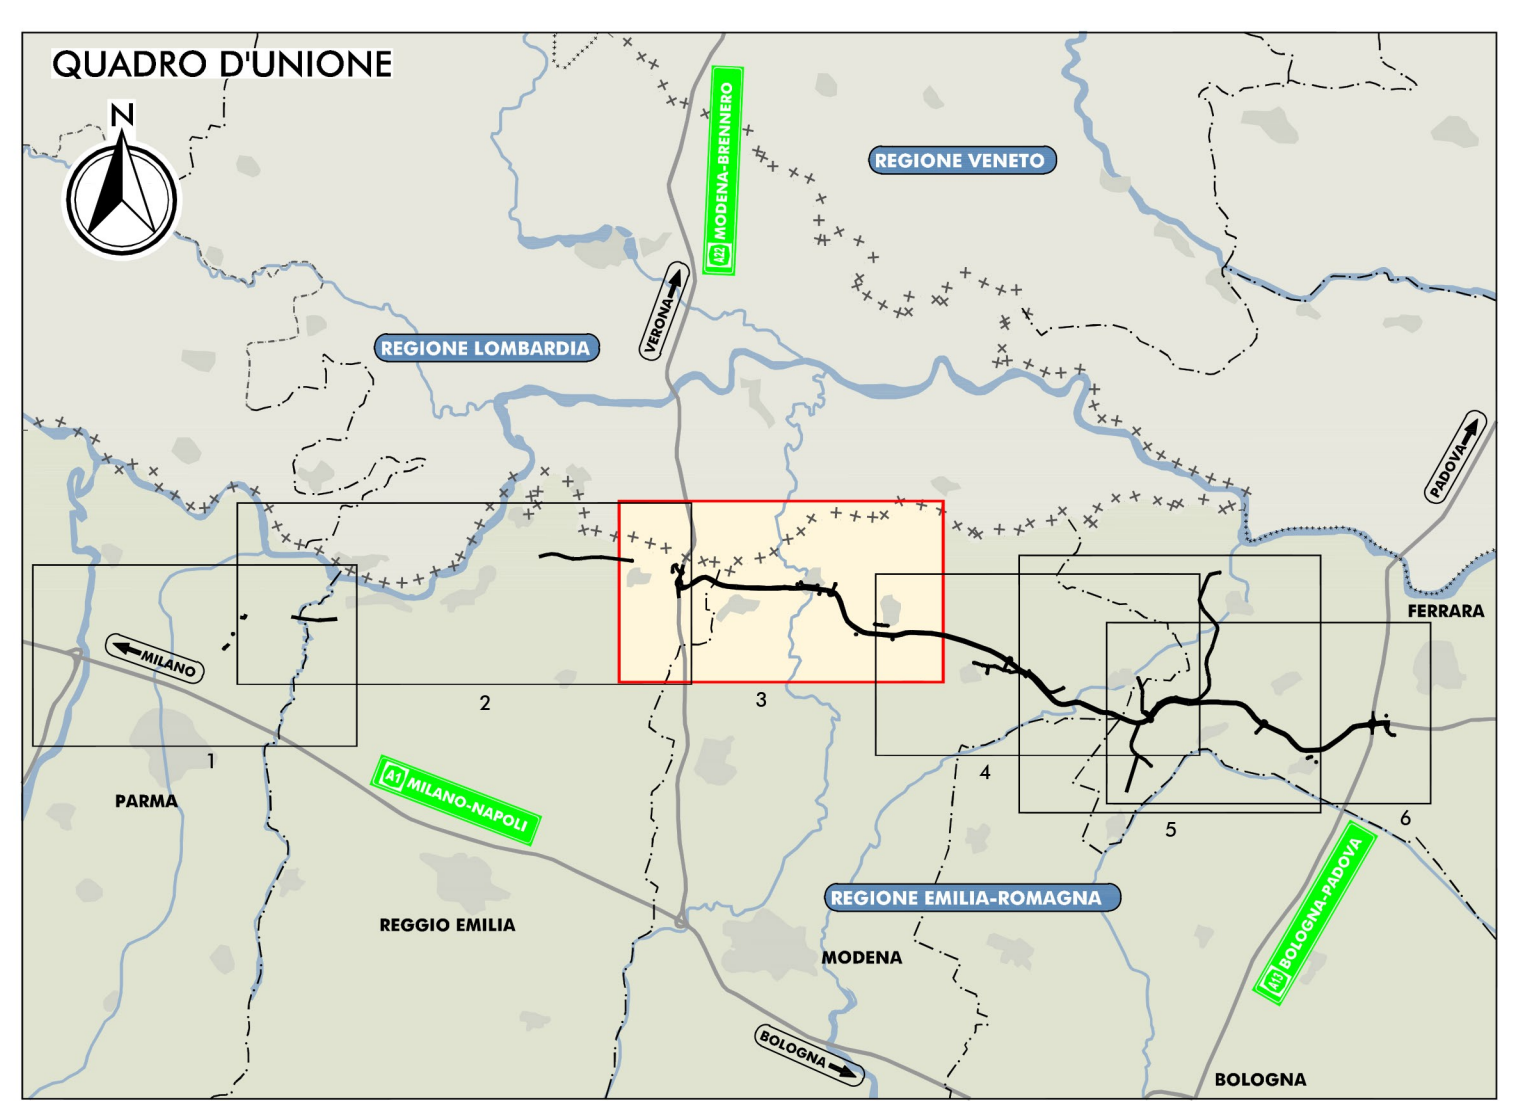 QUADRO D'UNIONE
N
A22 MODENA-BRENNERO
REGIONE VENETO
VERONA
REGIONE LOMBARDIA
PADOVA
FERRARA
MILANO
2
3
1
4
5
6
PARMA
A1 MILANO-NAPOLI
REGIONE EMILIA-ROMAGNA
REGGIO EMILIA
MODENA
A13 BOLOGNA-PADOVA
BOLOGNA
BOLOGNA